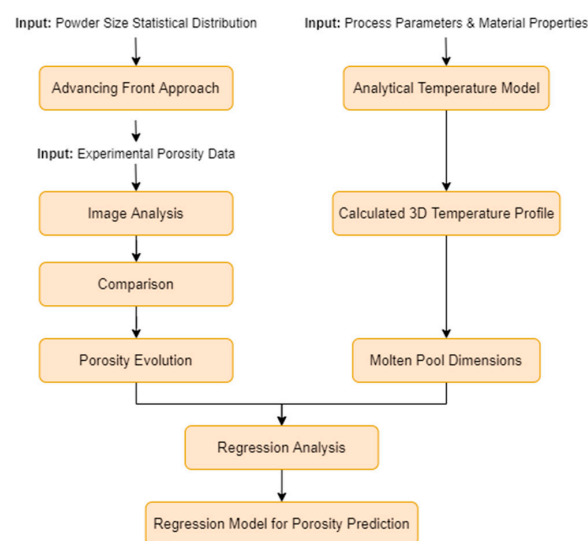 Input: Powder Size Statistical Distribution
Input: Process Parameters & Material Properties
Advancing Front Approach
Analytical Temperature Model
Input: Experimental Porosity Data
Image Analysis
Calculated 3D Temperature Profile
Comparison
Porosity Evolution
Molten Pool Dimensions
Regression Analysis
Regression Model for Porosity Prediction